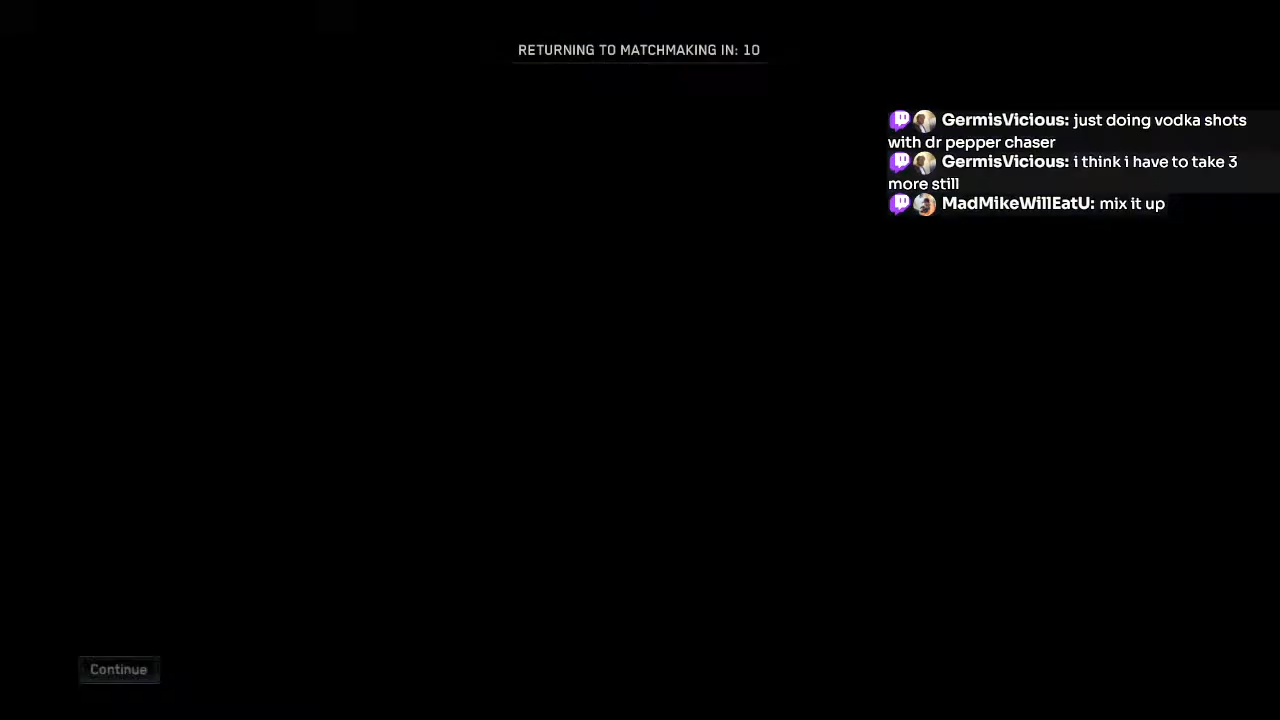 RETURNING TO MATCHMAKING IN: 10
GermisVicious: just doing vodka shots
with dr pepper chaser
GermisVicious: i think i have to take 3
more still
MadMikeWillEatU: mix it up
Continue